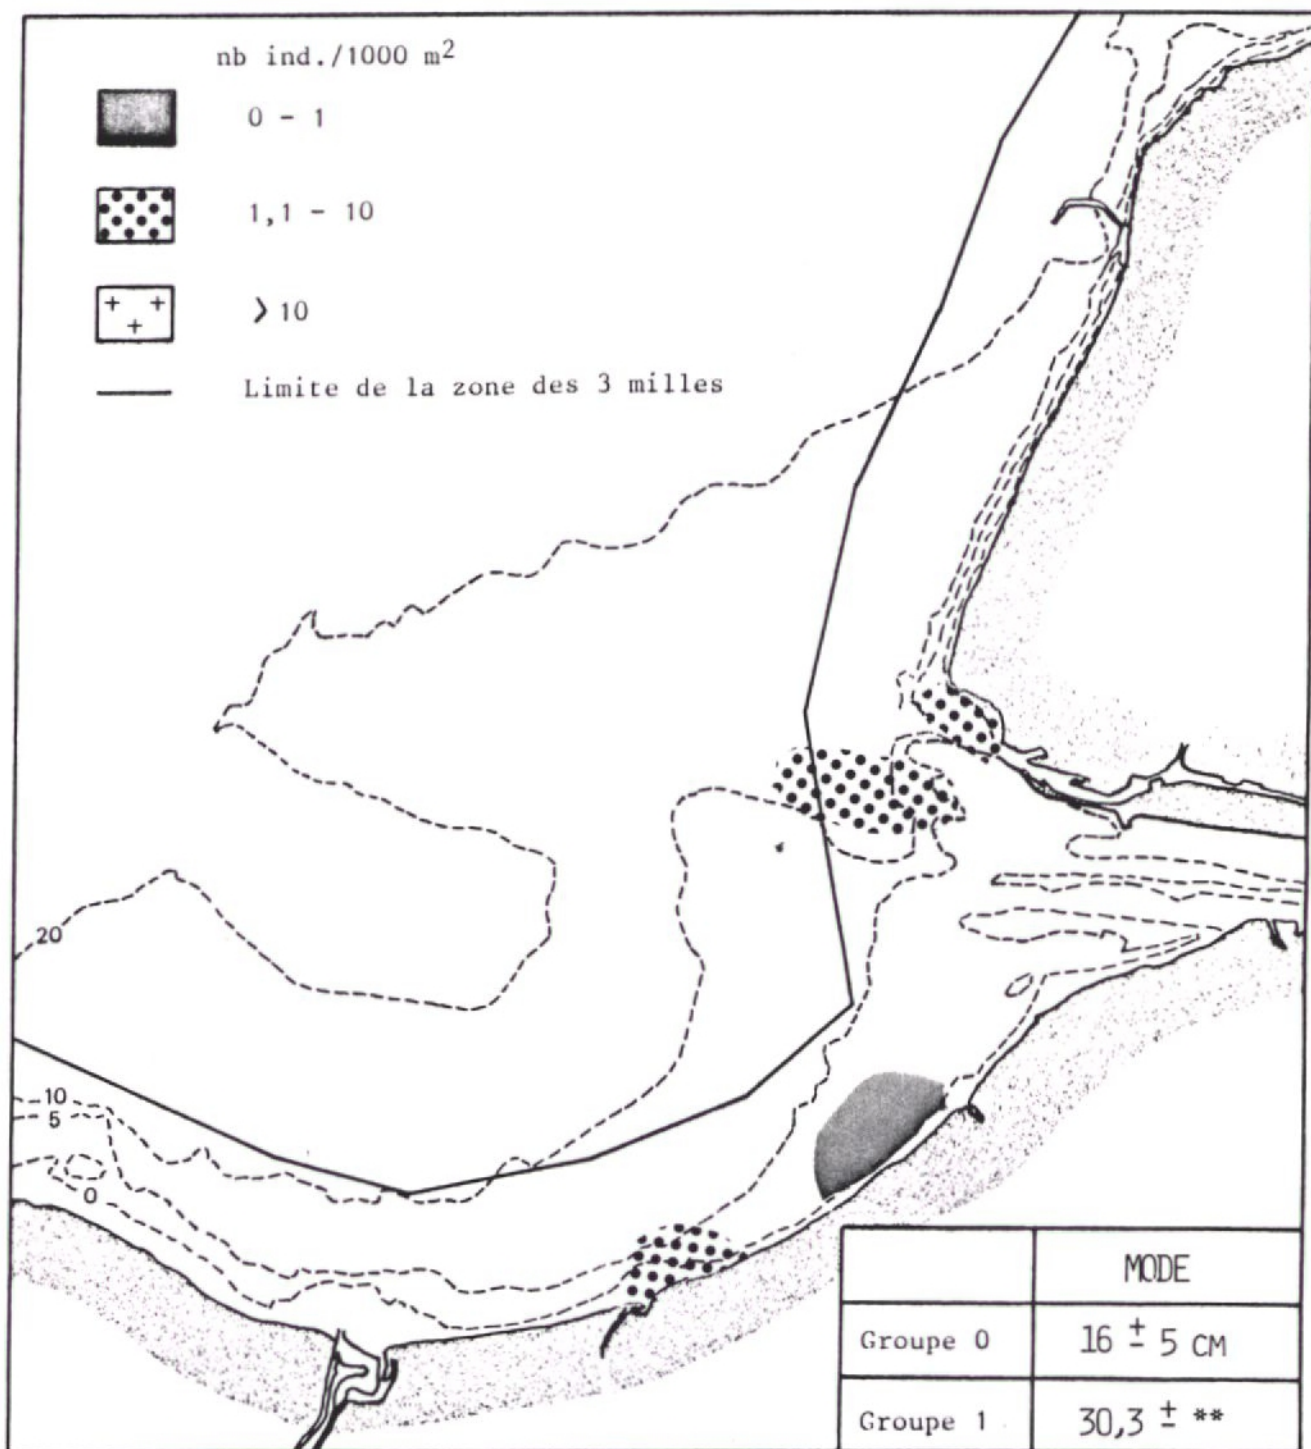 nb ind./1000 m²
0 - 1
1,1 - 10
> 10
Limite de la zone des 3 milles
20
10
5
0
MODE
Groupe 0 16 ± 5 CM
Groupe 1 30,3 ± **